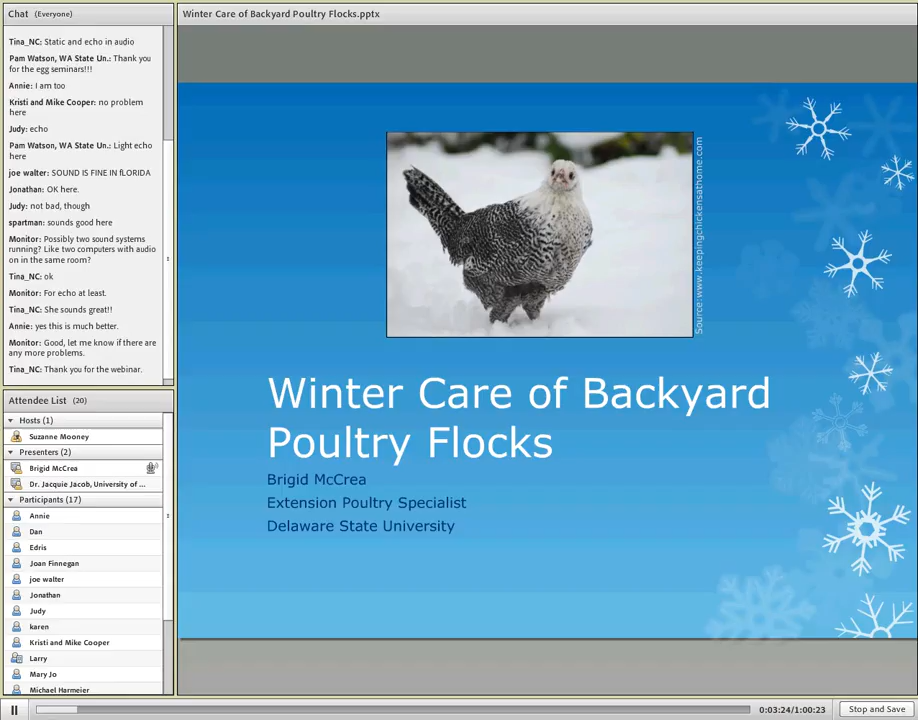 Chat (Everyone)
Tina_NC: Static and echo in audio
Pam Watson, WA State Un.: Thank you
for the egg seminars!!!
Annie: I am too
Kristi and Mike Cooper: no problem
here
Judy: echo
Pam Watson, WA State Un.: Light echo
here
joe walter: SOUND IS FINE IN fLORIDA
Jonathan: OK here.
Judy: not bad, though
spartman: sounds good here
Monitor: Possibly two sound systems
running? Like two computers with audio
on in the same room?
Tina_NC: ok
Monitor: For echo at least.
Tina_NC: She sounds great!!
Annie: yes this is much better.
Monitor: Good, let me know if there are
any more problems.
Tina_NC: Thank you for the webinar.
Attendee List (20)
Hosts (1)
Suzanne Mooney
Presenters (2)
Brigid McCrea
Dr. Jacquie Jacob, University of ...
Participants (17)
Annie
Dan
Edris
Joan Finnegan
joe walter
Jonathan
Judy
karen
Kristi and Mike Cooper
Larry
Mary Jo
Michael Harmeier
Winter Care of Backyard Poultry Flocks.pptx
Source: www.keepingchickensathome.com
Winter Care of Backyard
Poultry Flocks
Brigid McCrea
Extension Poultry Specialist
Delaware State University
0:03:24/1:00:23
Stop and Save